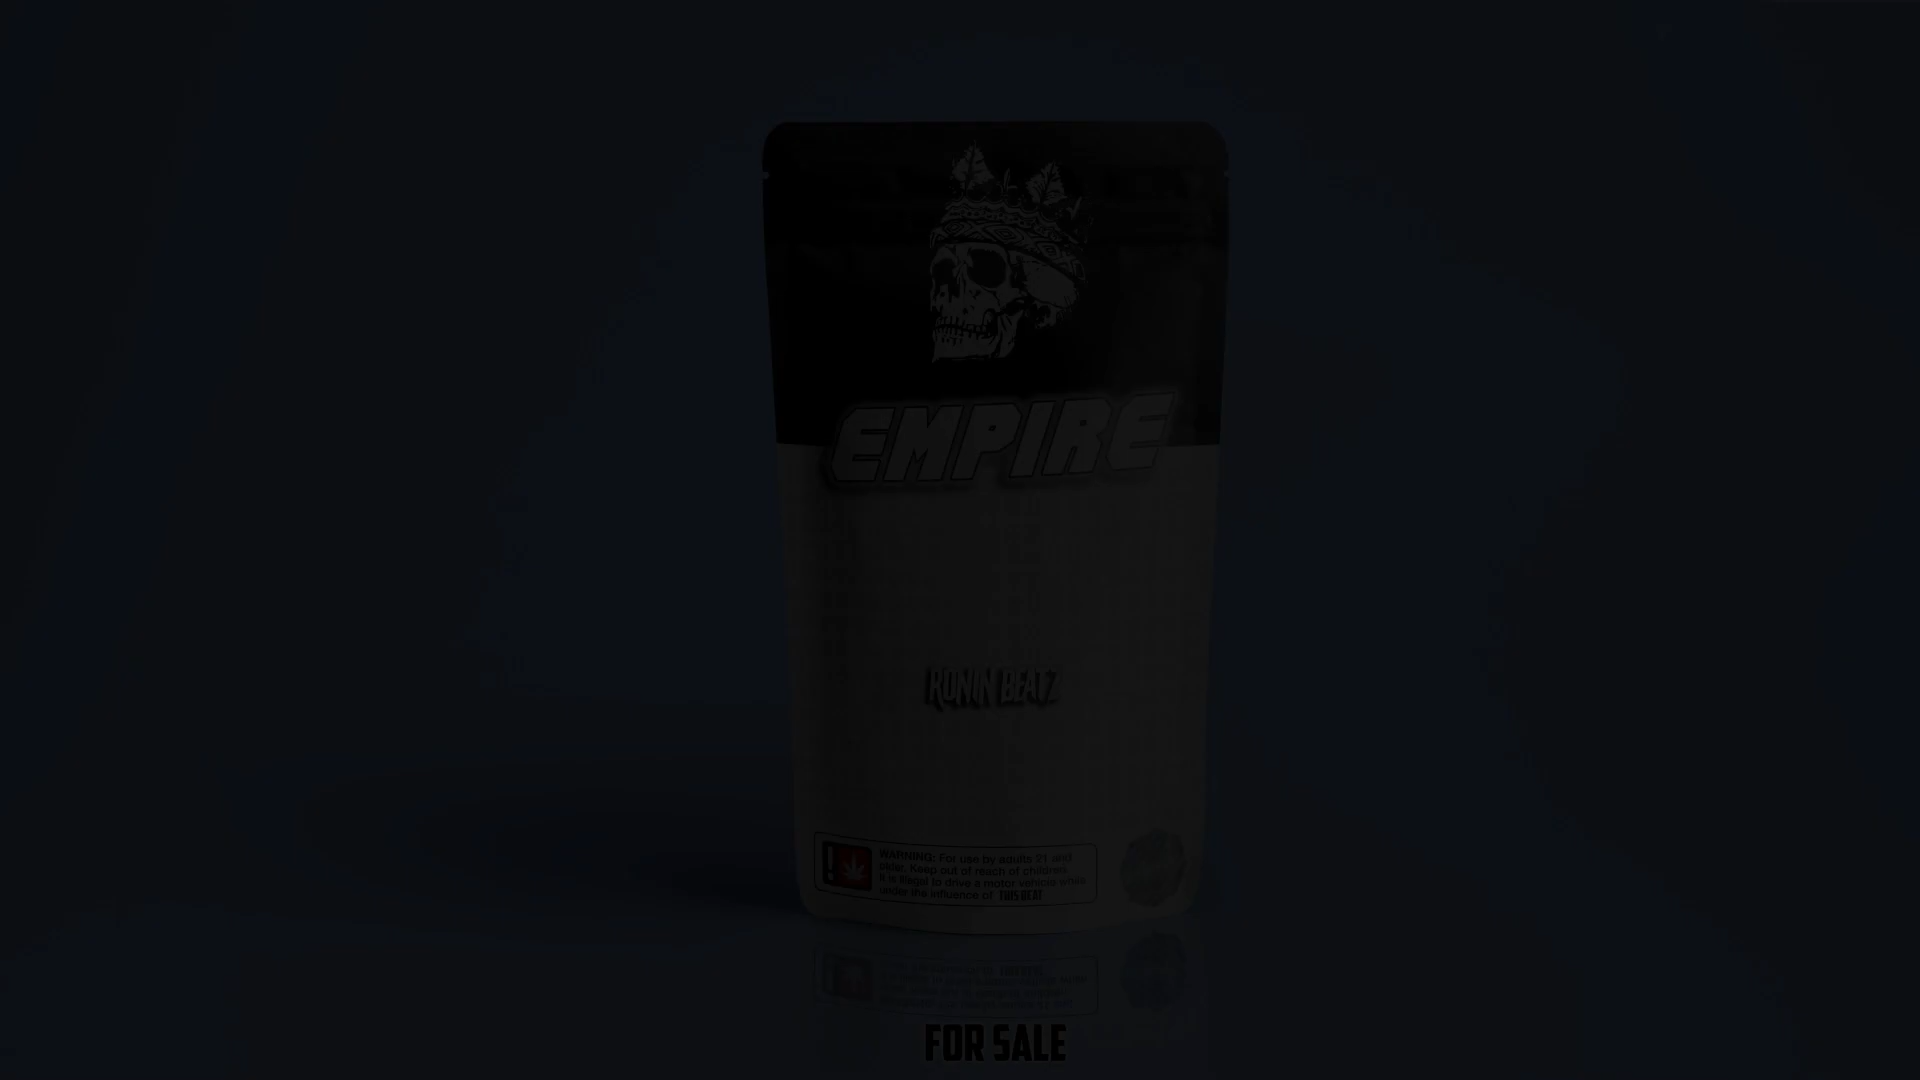 EMPIRE
RONIN BEATZ
WARNING: For use by adults 21 and
older. Keep out of reach of children.
It is illegal to drive a motor vehicle while
under the influence of THIS BEAT
FOR SALE